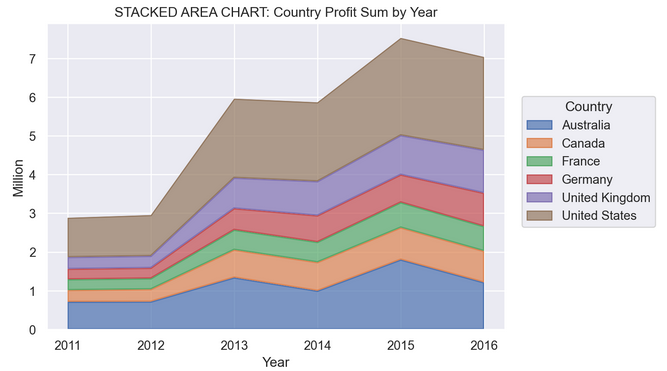 STACKED AREA CHART: Country Profit Sum by Year
7
6
5
4
3
2
1
0
Million
2011 2012 2013 2014 2015 2016
Year
Country
Australia
Canada
France
Germany
United Kingdom
United States